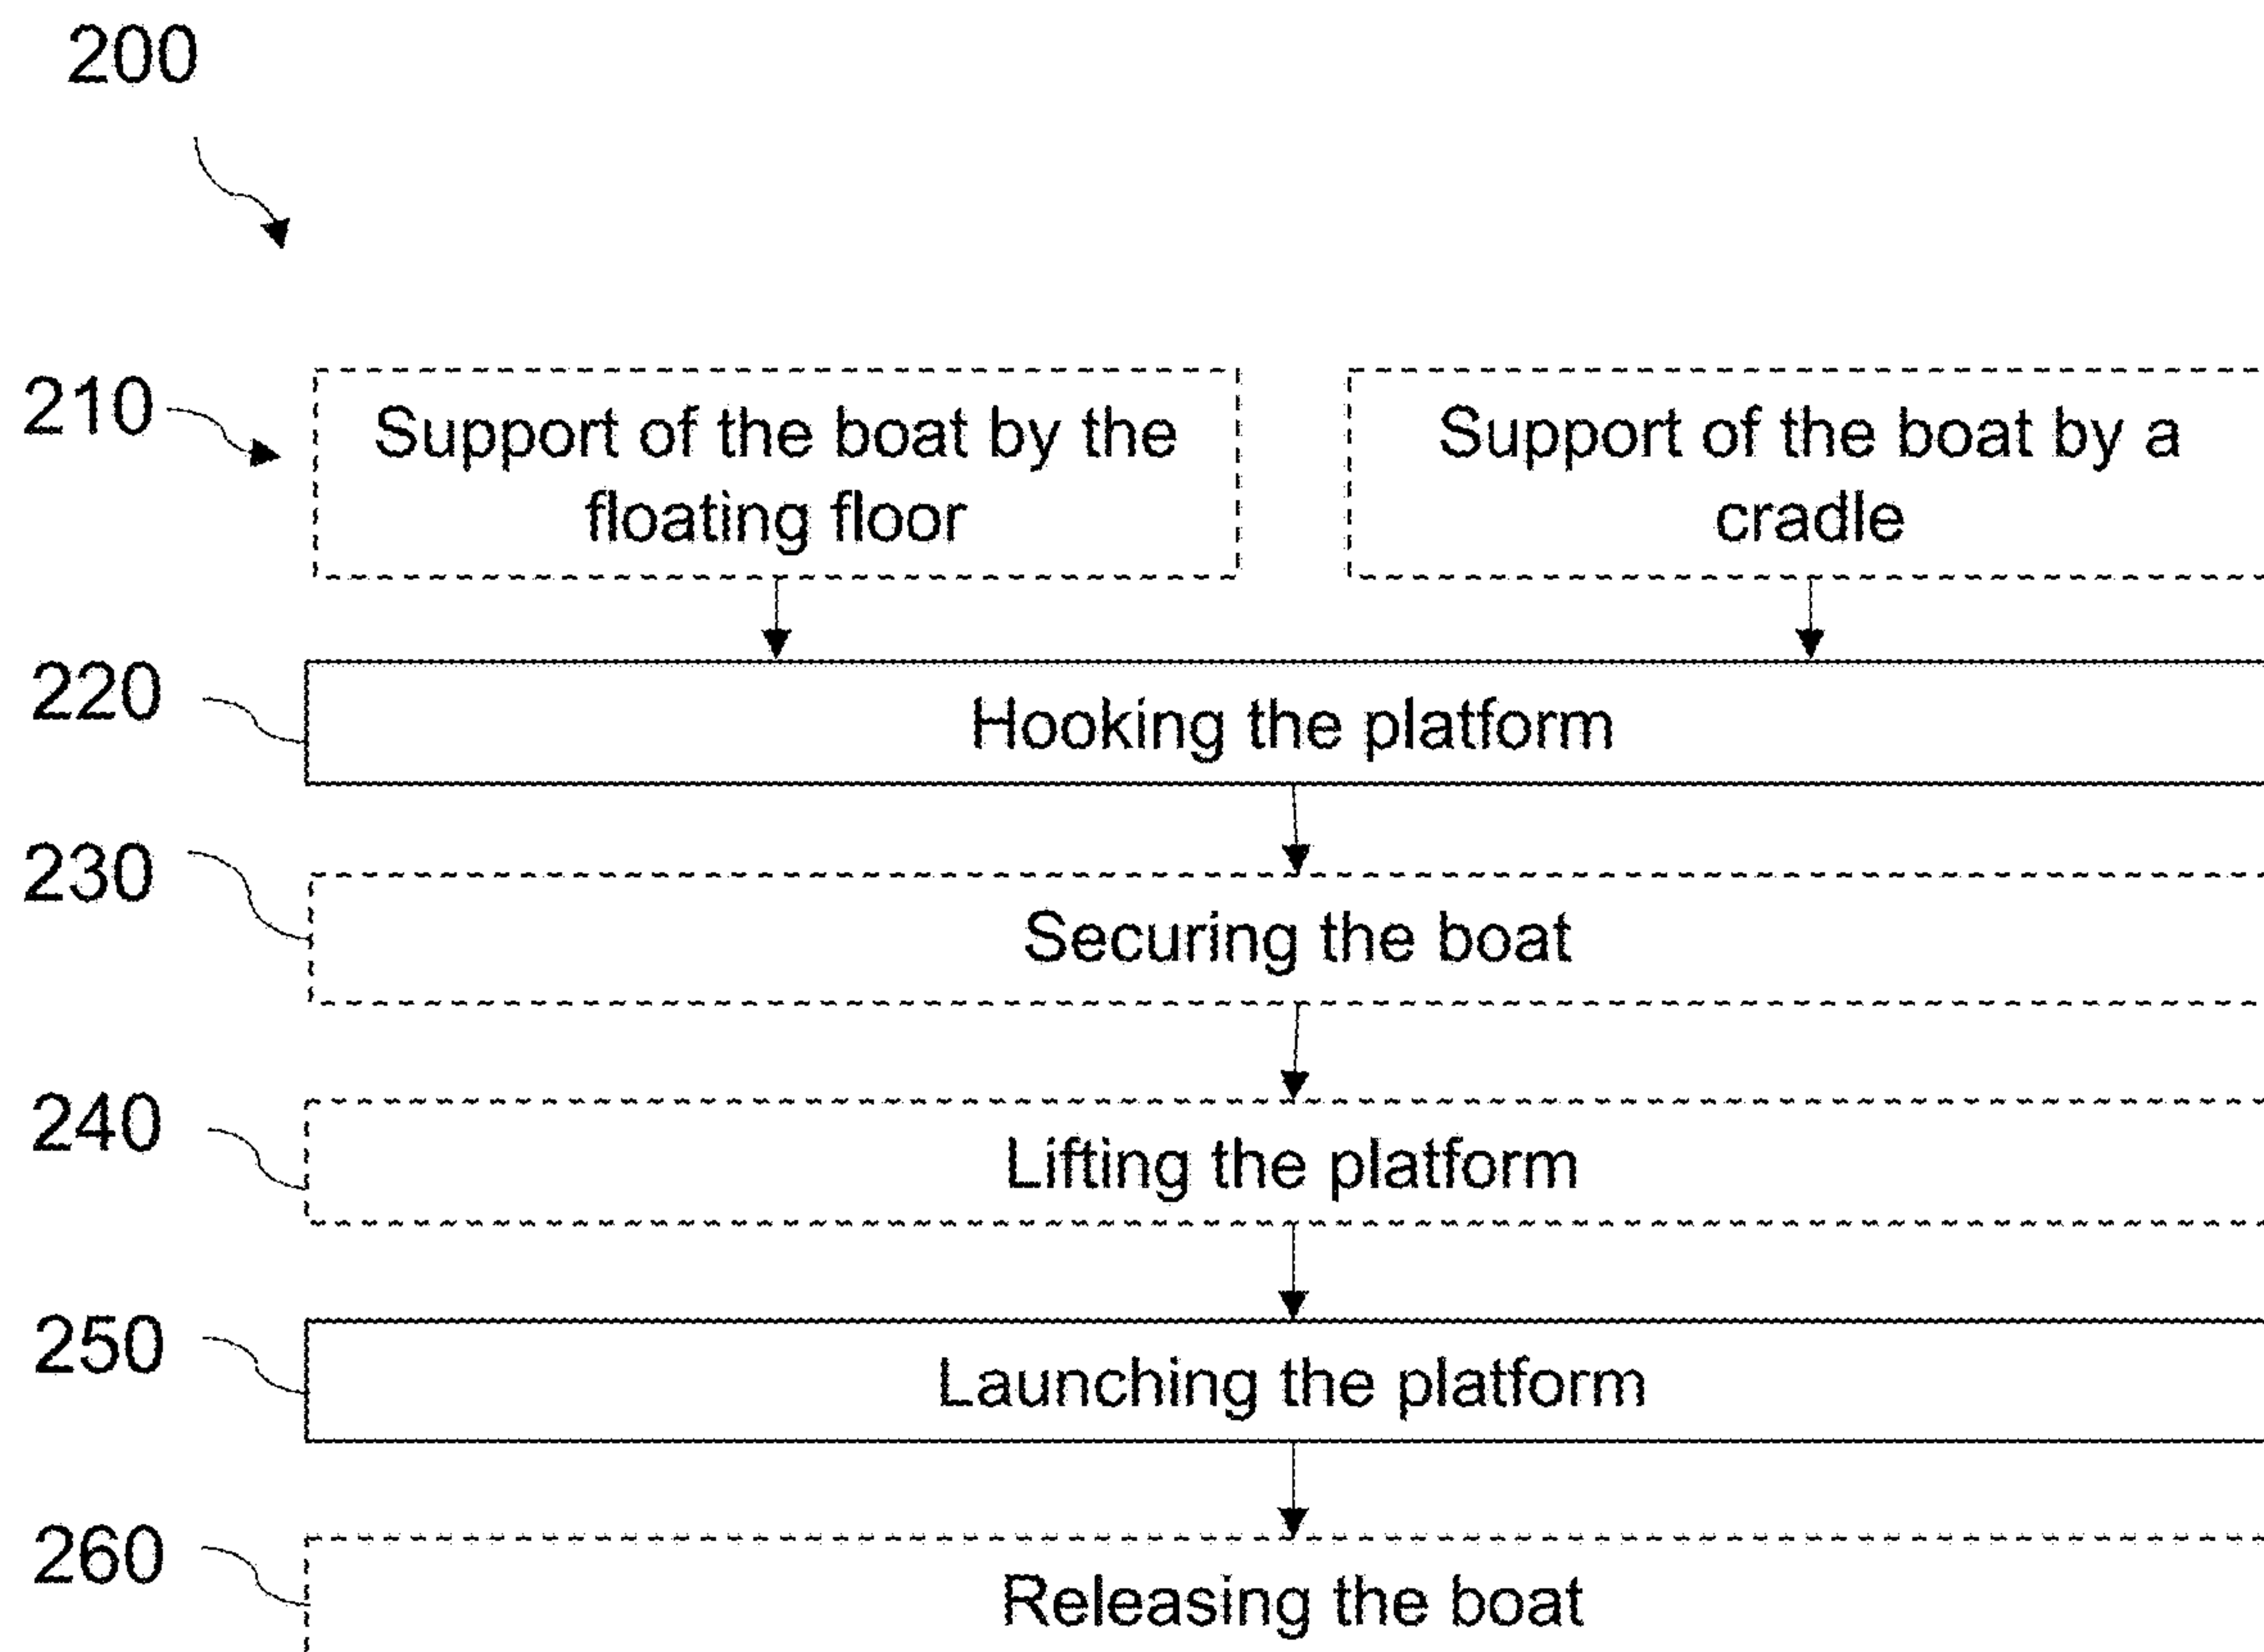 200
210
Support of the boat by the
floating floor
Support of the boat by a
cradle
220
Hooking the platform
230
Securing the boat
240
Lifting the platform
250
Launching the platform
260
Releasing the boat